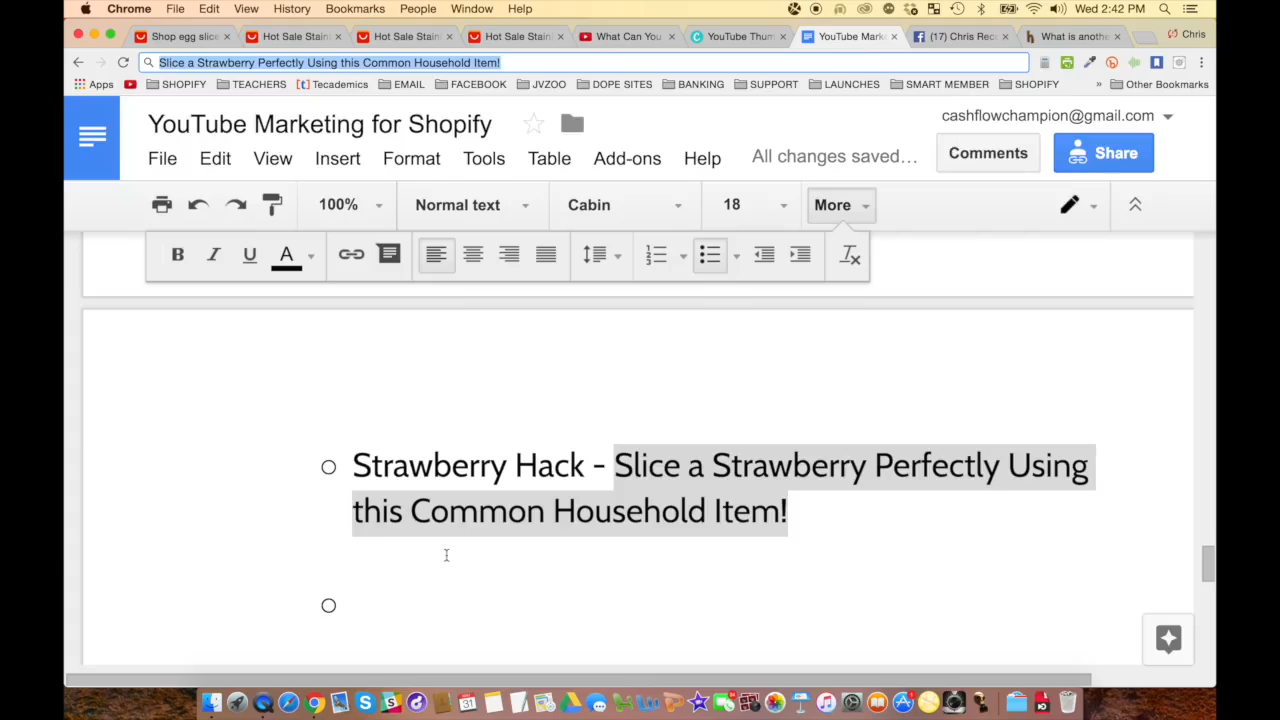 Chrome File Edit View History Bookmarks People Window Help Wed 2:42 PM
Shop egg slice Hot Sale Stain Hot Sale Stain Hot Sale Stain What Can You YouTube Thum YouTube Mark (17) Chris Rec What is anoth Chris
Slice a Strawberry Perfectly Using this Common Household Item!
Apps SHOPIFY TEACHERS [t] Tecademics EMAIL FACEBOOK JVZOO DOPE SITES BANKING SUPPORT LAUNCHES SMART MEMBER SHOPIFY » Other Bookmarks
YouTube Marketing for Shopify
cashflowchampion@gmail.com
File Edit View Insert Format Tools Table Add-ons Help All changes saved…
Comments Share
100% Normal text Cabin 18 More
B I U A
Strawberry Hack - Slice a Strawberry Perfectly Using
this Common Household Item!